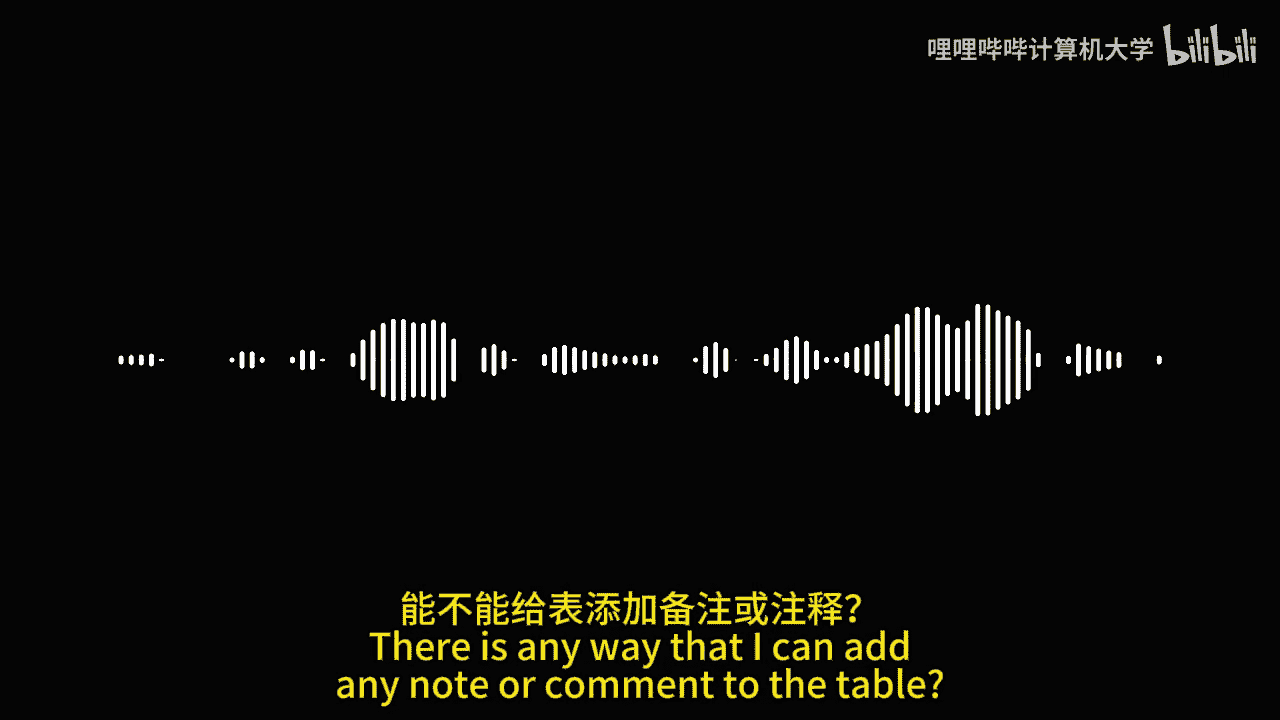 哩哩哔哔计算机大学 bilibili
能不能给表添加备注或注释？
There is any way that I can add
any note or comment to the table?